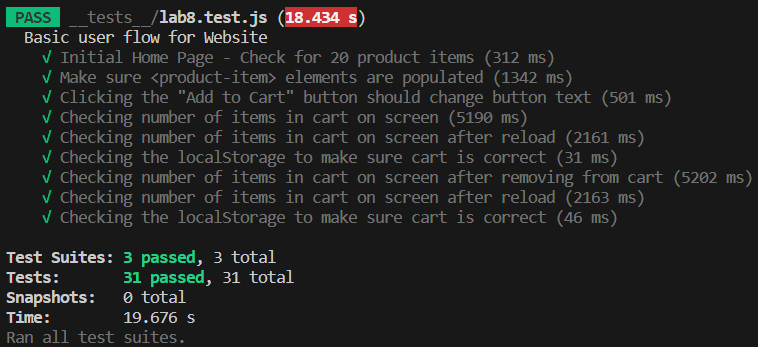 PASS __tests__/lab8.test.js (18.434 s)
Basic user flow for Website
√ Initial Home Page - Check for 20 product items (312 ms)
√ Make sure <product-item> elements are populated (1342 ms)
√ Clicking the "Add to Cart" button should change button text (501 ms)
√ Checking number of items in cart on screen (5190 ms)
√ Checking number of items in cart on screen after reload (2161 ms)
√ Checking the localStorage to make sure cart is correct (31 ms)
√ Checking number of items in cart on screen after removing from cart (5202 ms)
√ Checking number of items in cart on screen after reload (2163 ms)
√ Checking the localStorage to make sure cart is correct (46 ms)
Test Suites: 3 passed, 3 total
Tests: 31 passed, 31 total
Snapshots: 0 total
Time: 19.676 s
Ran all test suites.